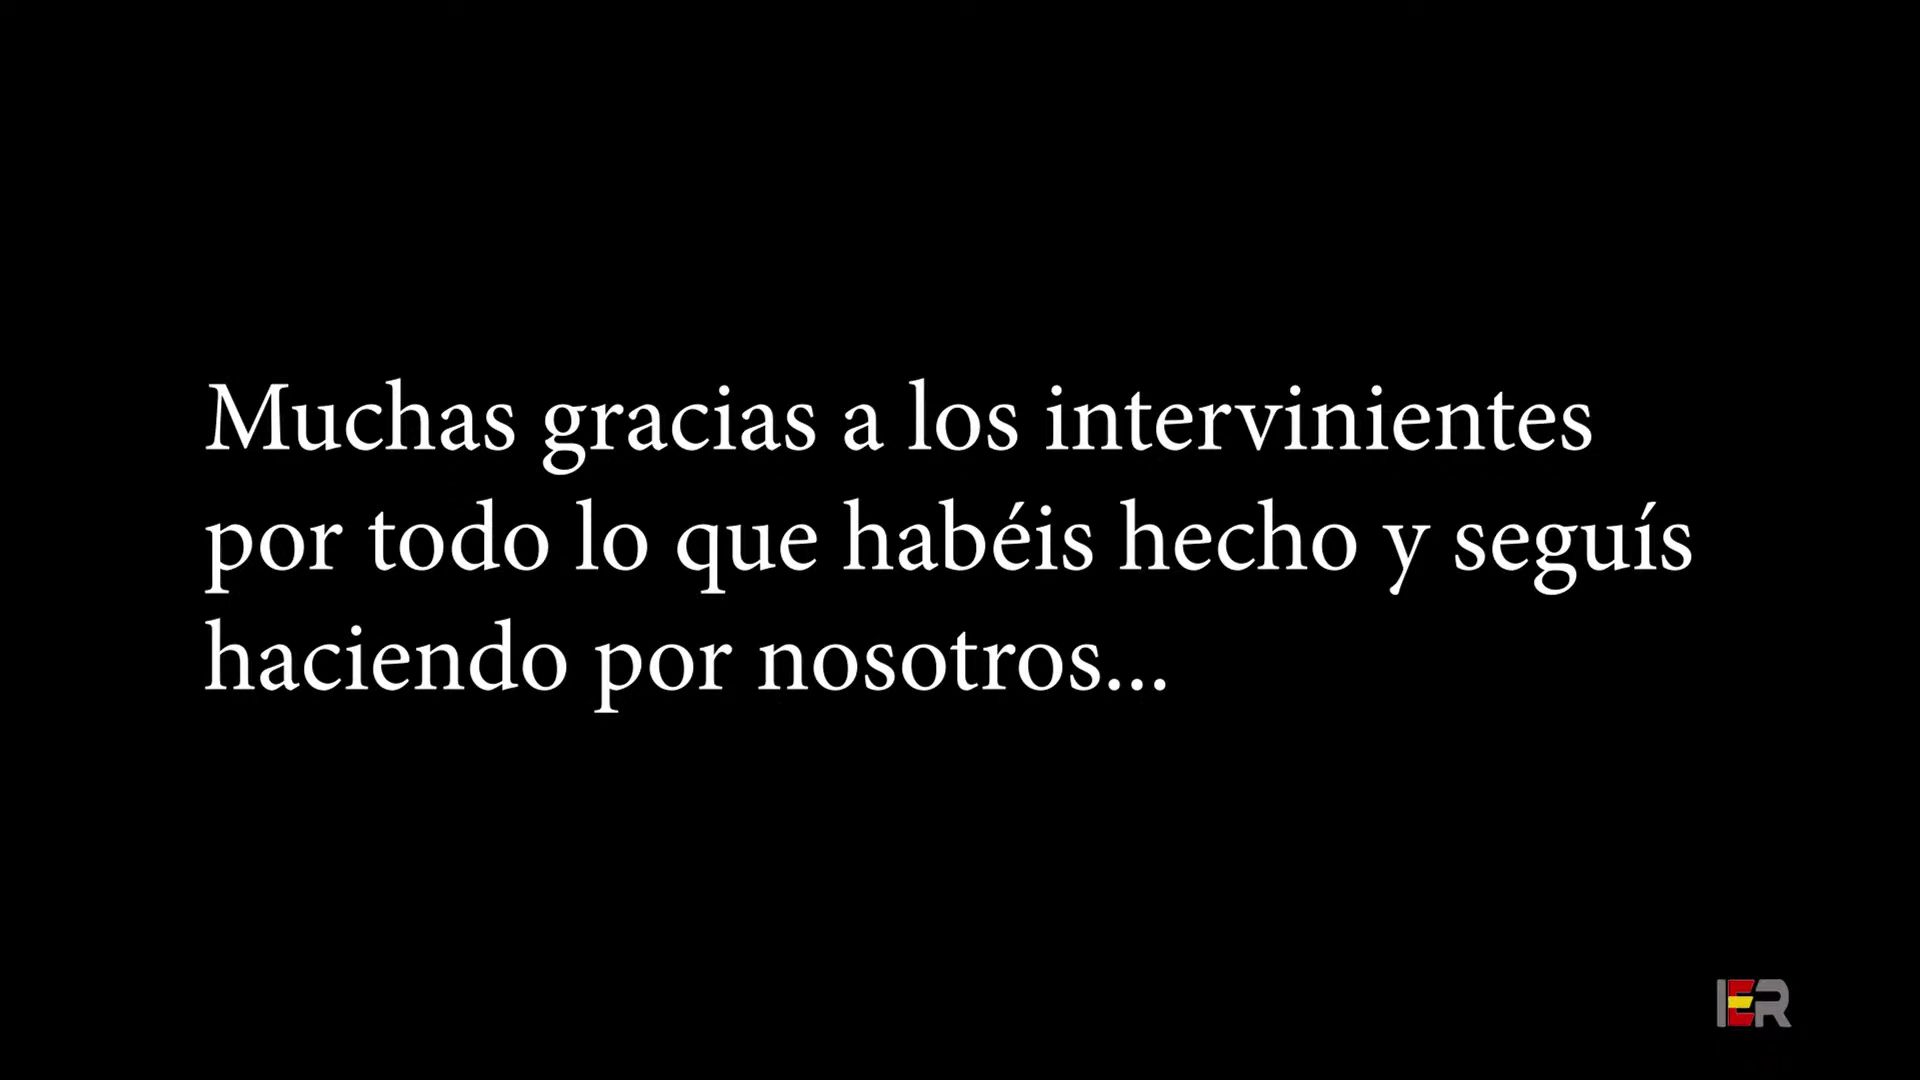 Muchas gracias a los intervinientes
por todo lo que habéis hecho y seguís
haciendo por nosotros...
IER